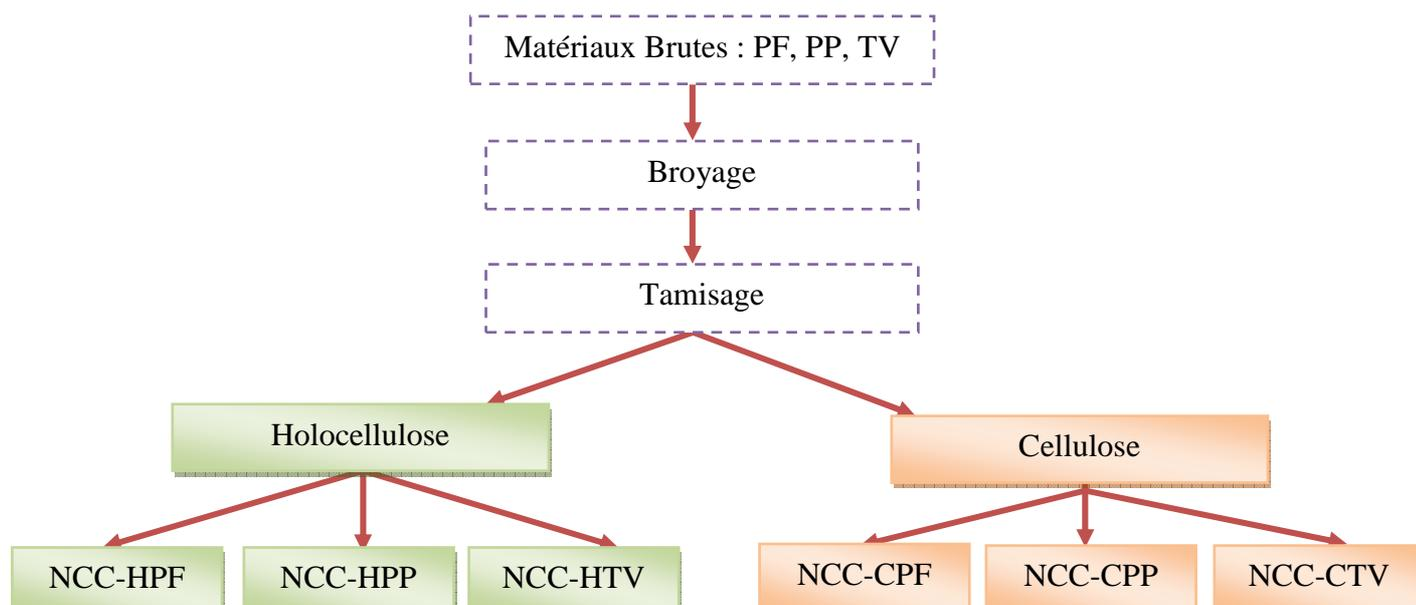 Matériaux Brutes : PF, PP, TV
Broyage
Tamisage
Holocellulose
Cellulose
NCC-HPF
NCC-HPP
NCC-HTV
NCC-CPF
NCC-CPP
NCC-CTV